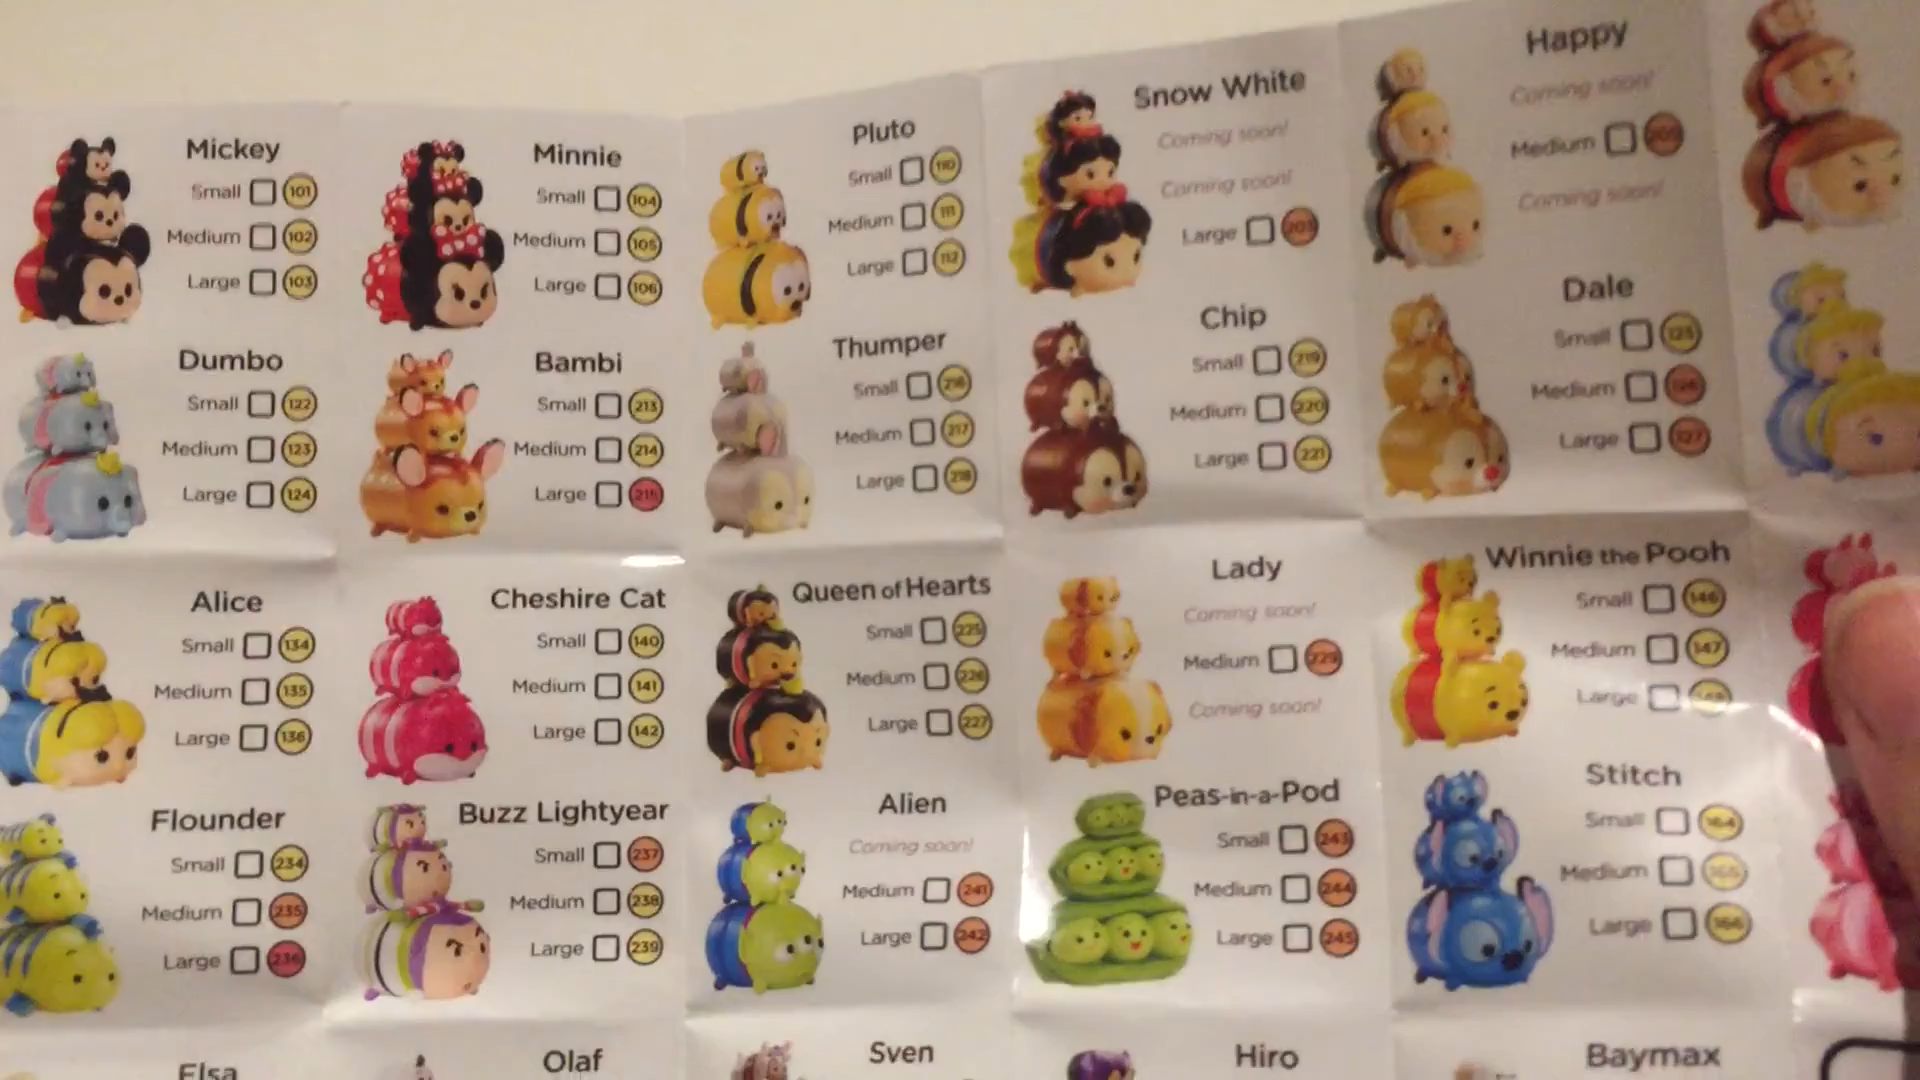 Mickey
Small 101
Medium 102
Large 103
Minnie
Small 104
Medium 105
Large 106
Pluto
Small 110
Medium 111
Large 112
Snow White
Coming soon!
Coming soon!
Large 203
Happy
Coming soon!
Medium
Coming soon!
Dumbo
Small 122
Medium 123
Large 124
Bambi
Small 213
Medium 214
Large 215
Thumper
Small 216
Medium 217
Large 218
Chip
Small 219
Medium 220
Large 221
Dale
Small 125
Medium 126
Large 127
Alice
Small 134
Medium 135
Large 136
Cheshire Cat
Small 140
Medium 141
Large 142
Queen of Hearts
Small 225
Medium 226
Large 227
Lady
Coming soon!
Medium 229
Coming soon!
Winnie the Pooh
Small 146
Medium 147
Large
Flounder
Small 234
Medium 235
Large 236
Buzz Lightyear
Small 237
Medium 238
Large 239
Alien
Coming soon!
Medium 241
Large 242
Peas-in-a-Pod
Small 243
Medium 244
Large 245
Stitch
Small 164
Medium 165
Large 166
Elsa
Olaf
Sven
Hiro
Baymax